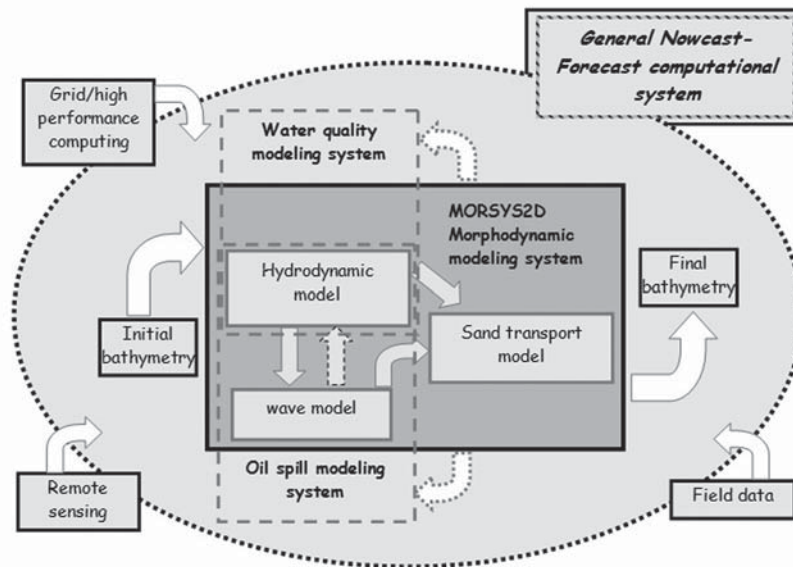 General Nowcast-
Forecast computational
system
Grid/high
performance
computing
Water quality
modeling system
MORSYS2D
Morphodynamic
modeling system
Hydrodynamic
model
Final
bathymetry
Initial
bathymetry
Sand transport
model
wave model
Oil spill modeling
system
Remote
sensing
Field data